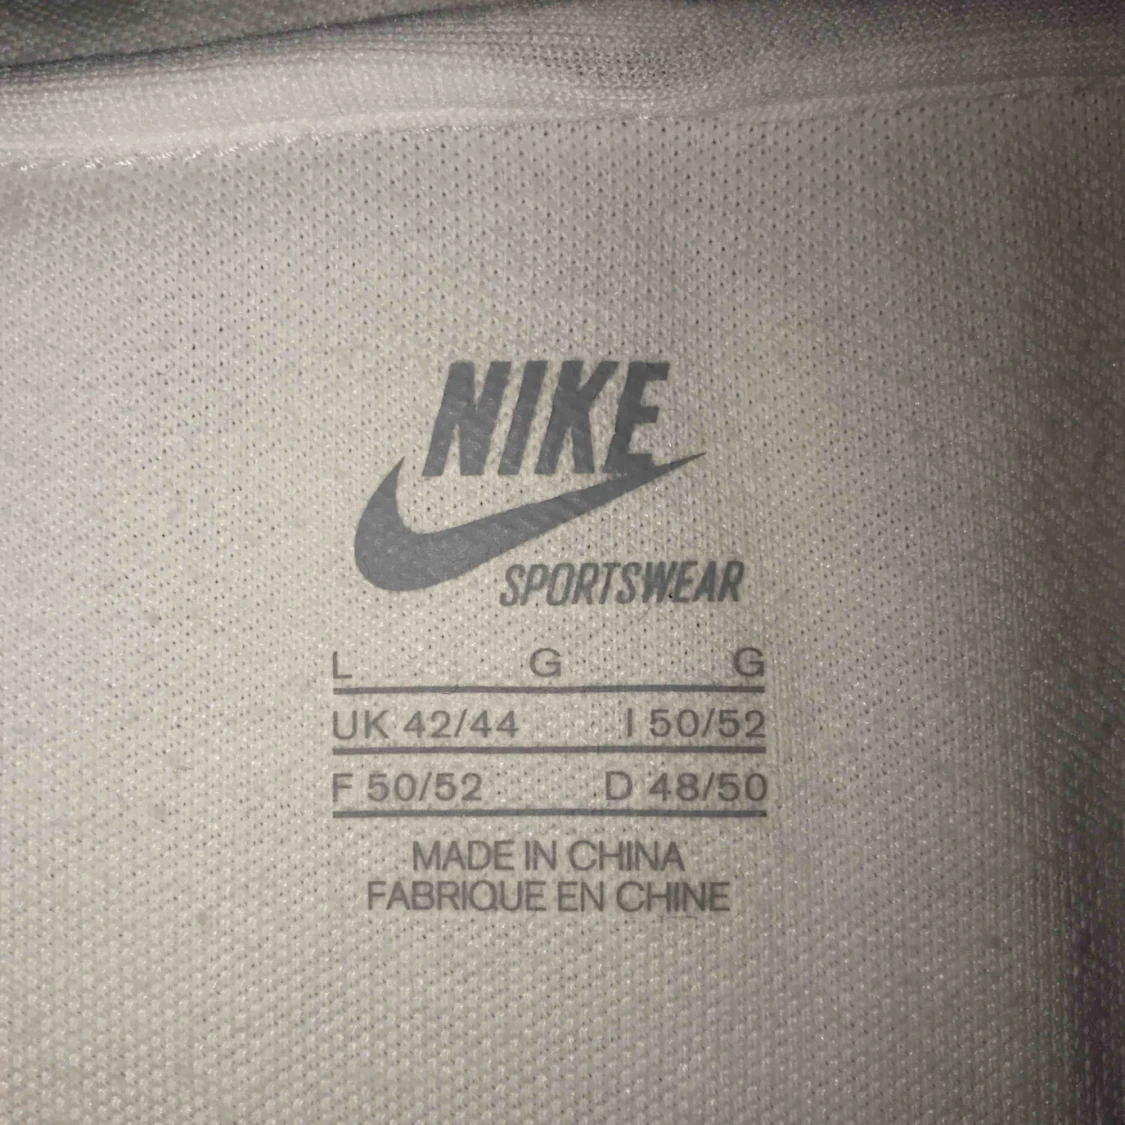 NIKE
SPORTSWEAR
L G G
UK 42/44 I 50/52
F 50/52 D 48/50
MADE IN CHINA
FABRIQUE EN CHINE